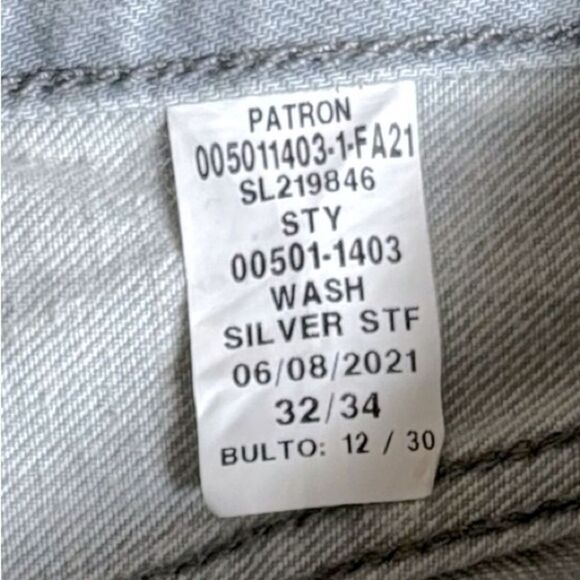 PATRON
005011403-1-FA21
SL219846
STY
00501-1403
WASH
SILVER STF
06/08/2021
32/34
BULTO: 12 / 30